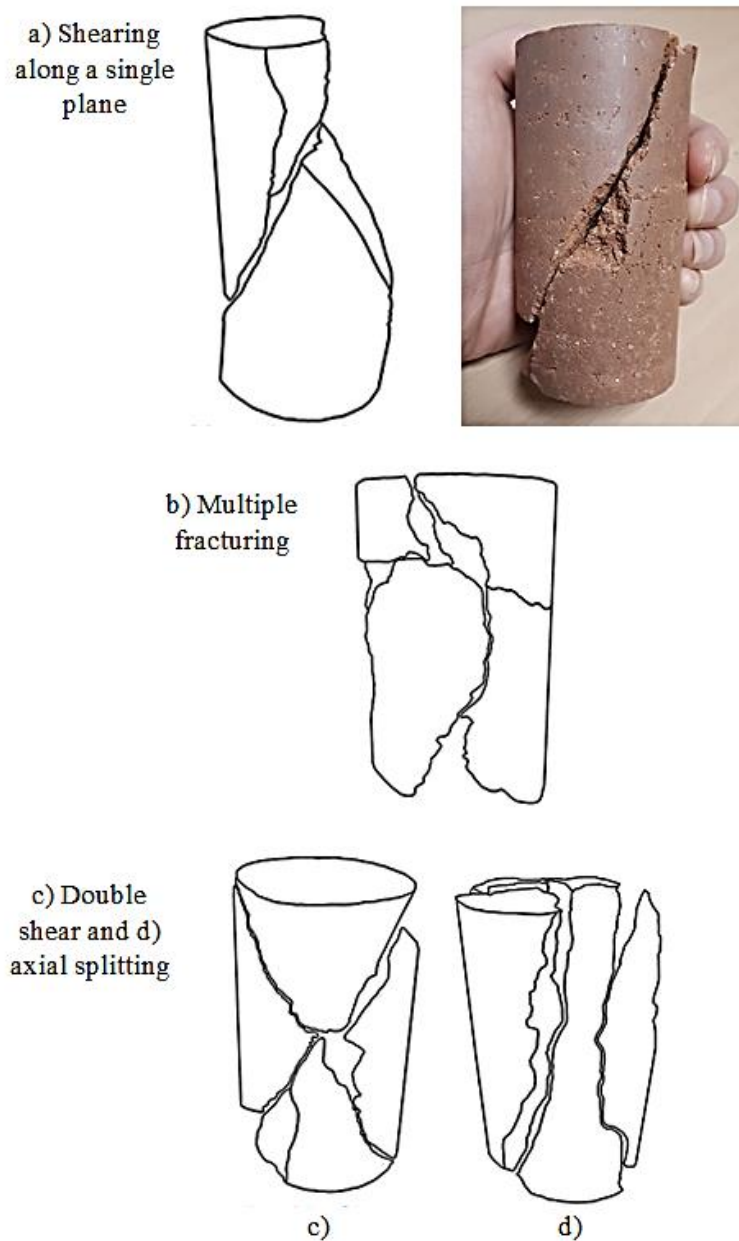 a) Shearing
along a single
plane
b) Multiple
fracturing
c) Double
shear and d)
axial splitting
c)
d)